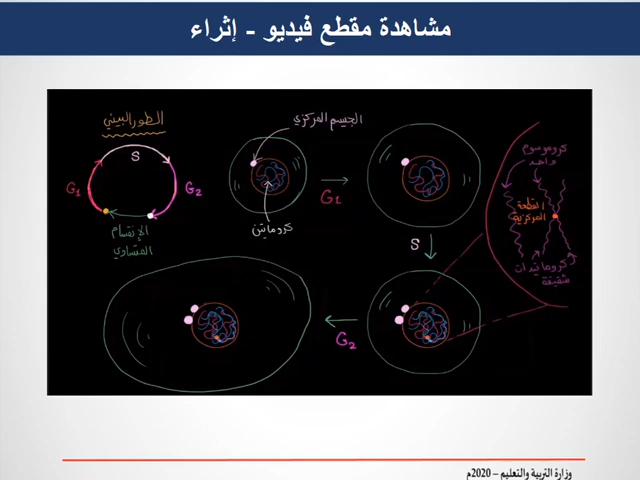 مشاهدة مقطع فيديو - إثراء
الطور البيني
S
G1
G2
الإنقسام
المتساوي
الجسيم المركزي
كروماتين
G1
S
G2
كروموسوم
واحد
القطعة
المركزية
كروماتيدات
شقيقة
وزارة التربية والتعليم – 2020م